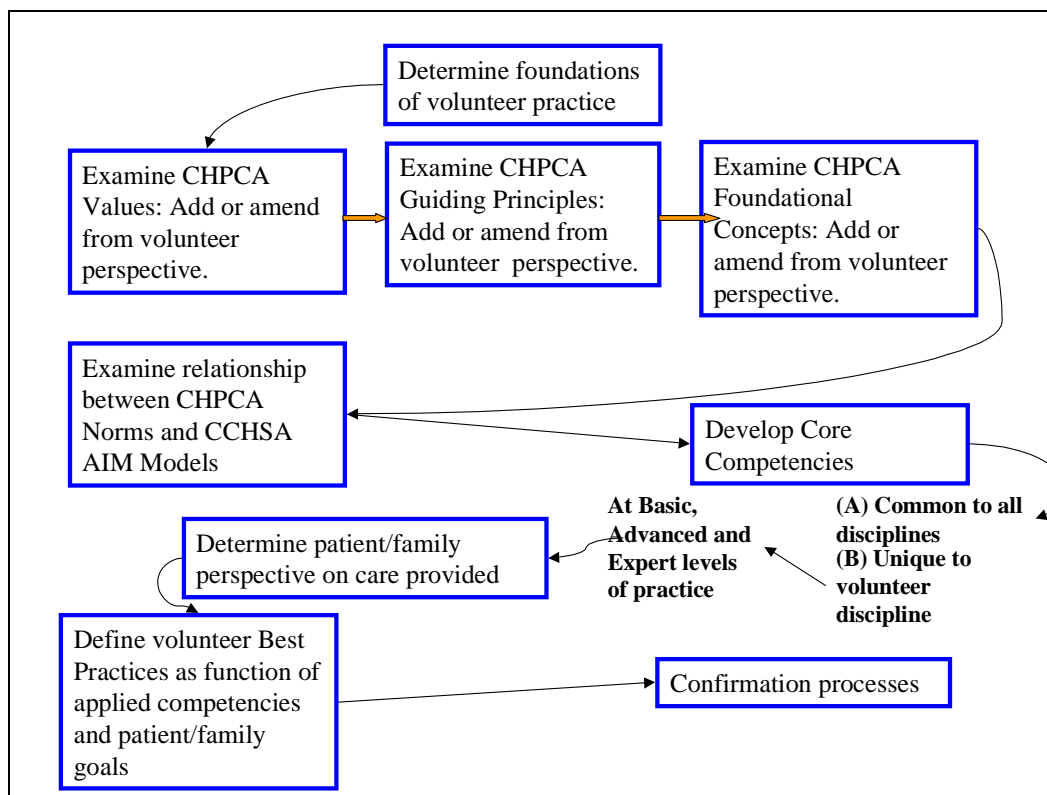 Determine foundations
of volunteer practice
Examine CHPCA
Values: Add or amend
from volunteer
perspective.
Examine CHPCA
Guiding Principles:
Add or amend from
volunteer perspective.
Examine CHPCA
Foundational
Concepts: Add or
amend from volunteer
perspective.
Examine relationship
between CHPCA
Norms and CCHSA
AIM Models
Develop Core
Competencies
(A) Common to all
disciplines
(B) Unique to
volunteer
discipline
At Basic,
Advanced and
Expert levels
of practice
Determine patient/family
perspective on care provided
Define volunteer Best
Practices as function of
applied competencies
and patient/family
goals
Confirmation processes